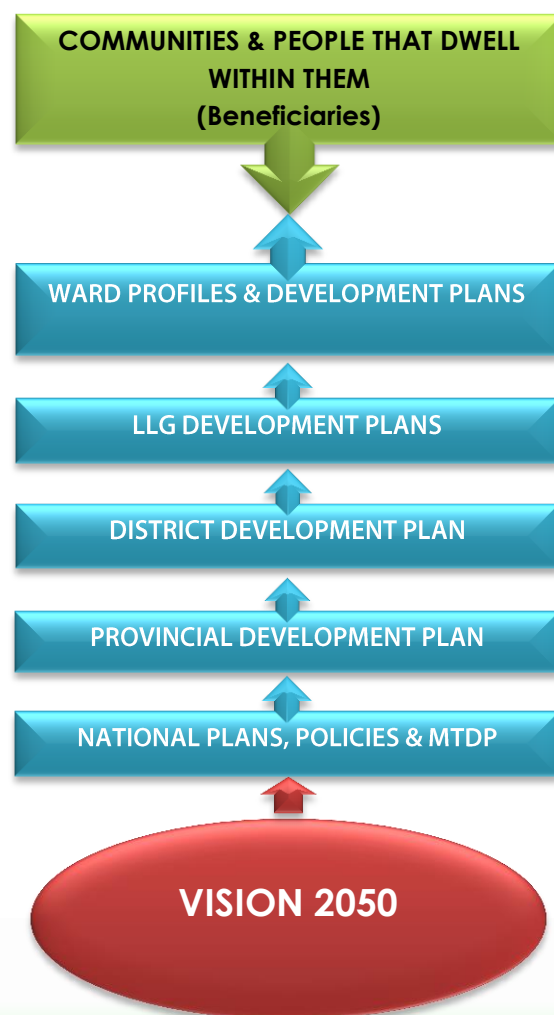 COMMUNITIES & PEOPLE THAT DWELL
WITHIN THEM
(Beneficiaries)
WARD PROFILES & DEVELOPMENT PLANS
LLG DEVELOPMENT PLANS
DISTRICT DEVELOPMENT PLAN
PROVINCIAL DEVELOPMENT PLAN
NATIONAL PLANS, POLICIES & MTDP
VISION 2050